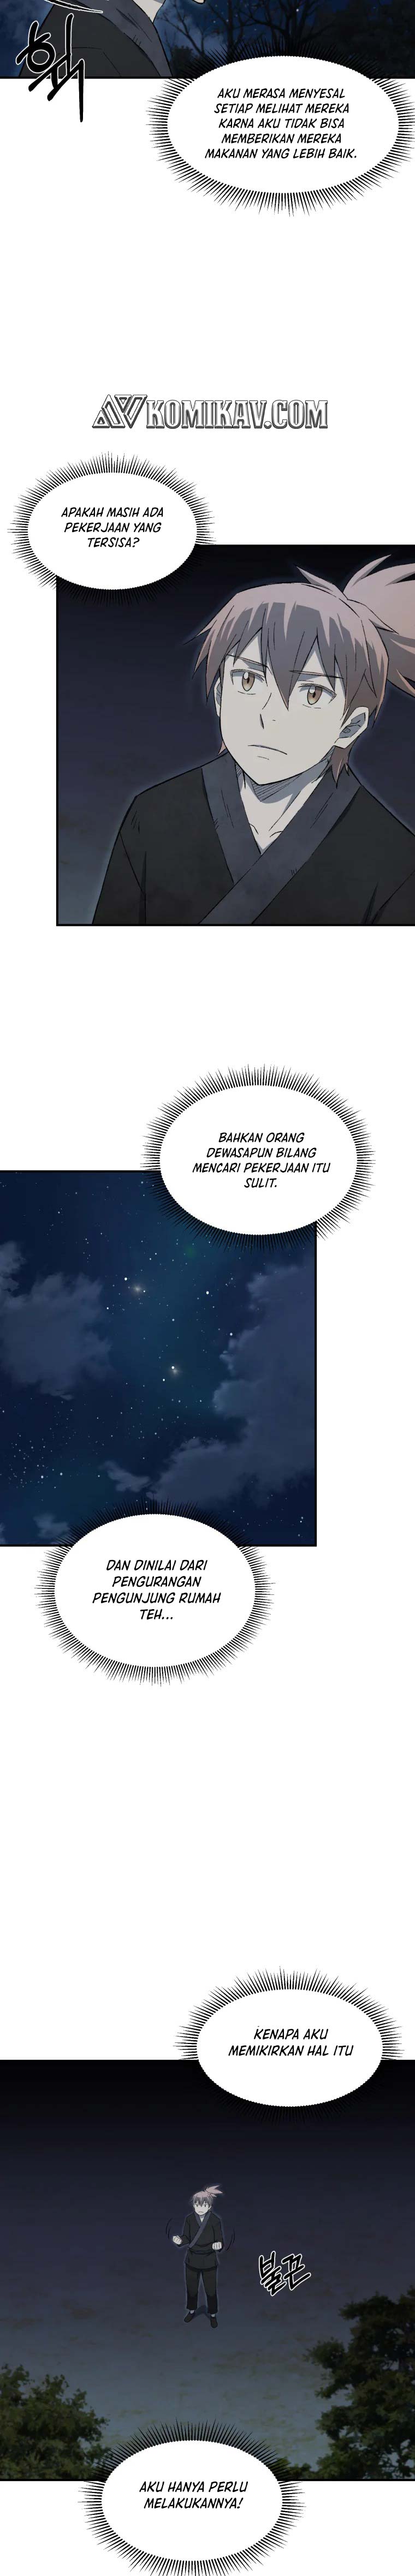 휙
AKU MERASA MENYESAL
SETIAP MELIHAT MEREKA
KARNA AKU TIDAK BISA
MEMBERIKAN MEREKA
MAKANAN YANG LEBIH BAIK.
KOMIKAV.COM
APAKAH MASIH ADA
PEKERJAAN YANG
TERSISA?
BAHKAN ORANG
DEWASAPUN BILANG
MENCARI PEKERJAAN ITU
SULIT.
DAN DINILAI DARI
PENGURANGAN
PENGUNJUNG RUMAH
TEH...
KENAPA AKU
MEMIKIRKAN HAL ITU
불끈
AKU HANYA PERLU
MELAKUKANNYA!